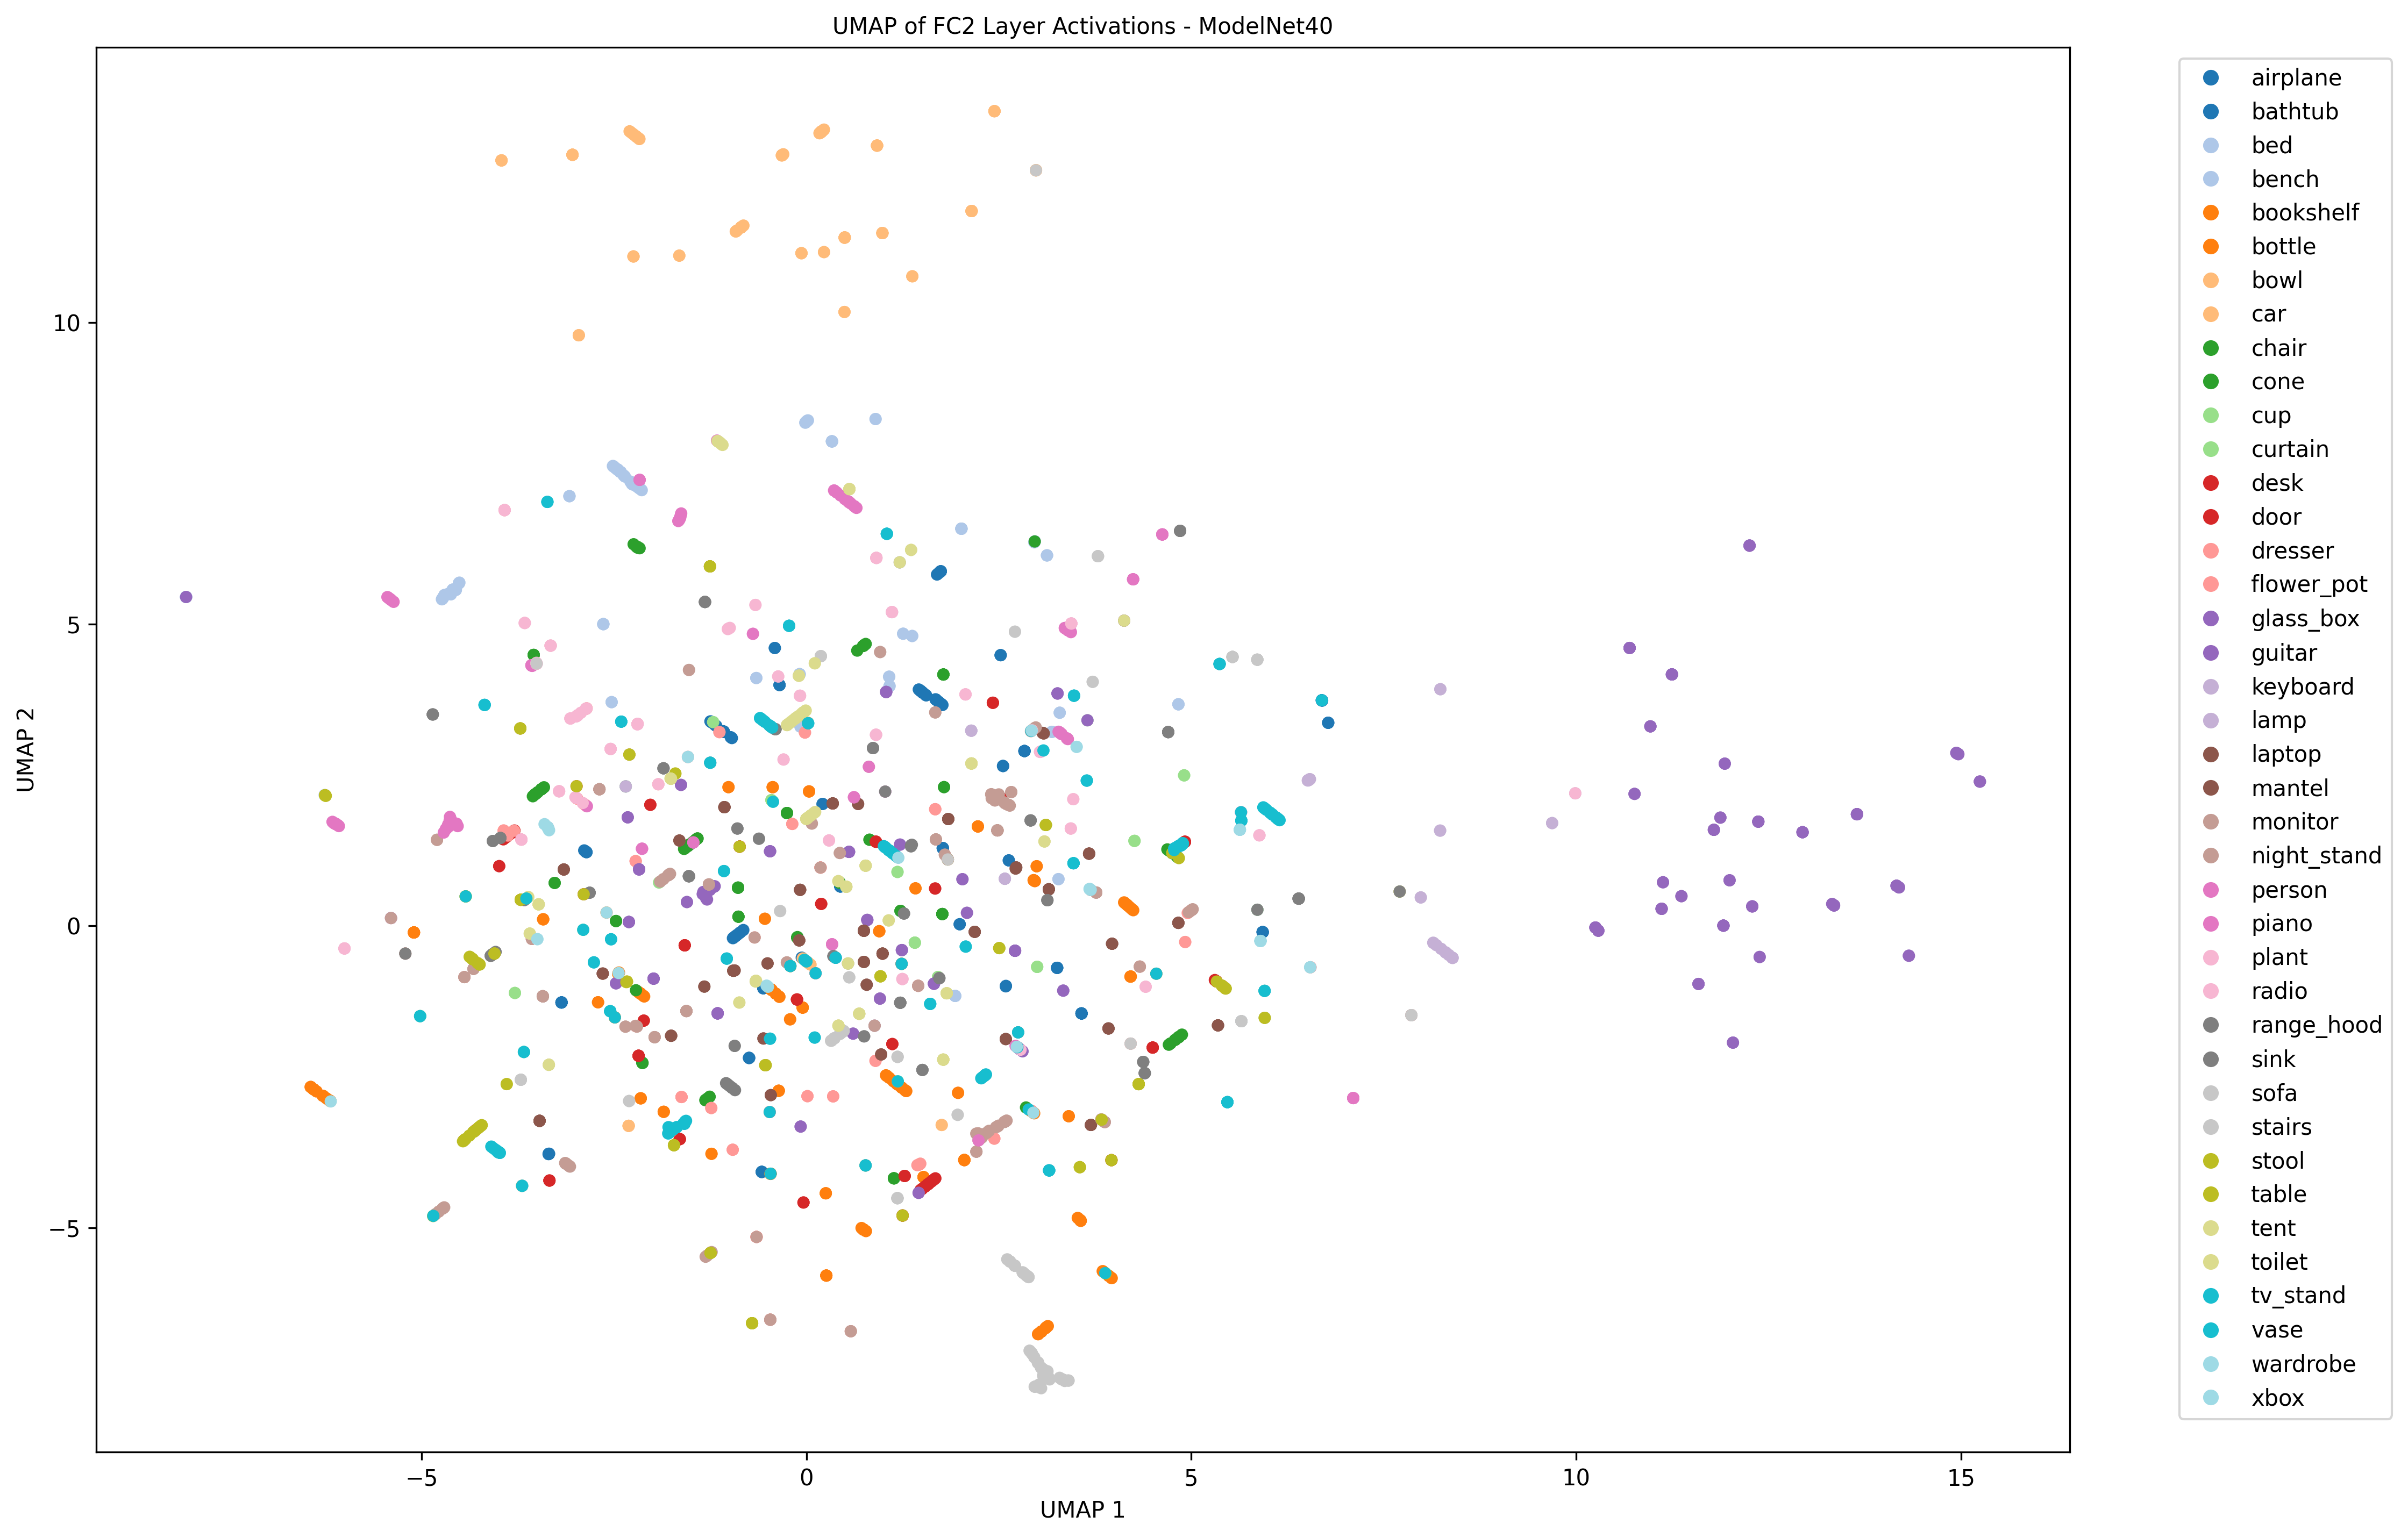 UMAP of FC2 Layer Activations - ModelNet40
10
5
0
−5
UMAP 2
−5
0
5
10
15
UMAP 1
airplane
bathtub
bed
bench
bookshelf
bottle
bowl
car
chair
cone
cup
curtain
desk
door
dresser
flower_pot
glass_box
guitar
keyboard
lamp
laptop
mantel
monitor
night_stand
person
piano
plant
radio
range_hood
sink
sofa
stairs
stool
table
tent
toilet
tv_stand
vase
wardrobe
xbox